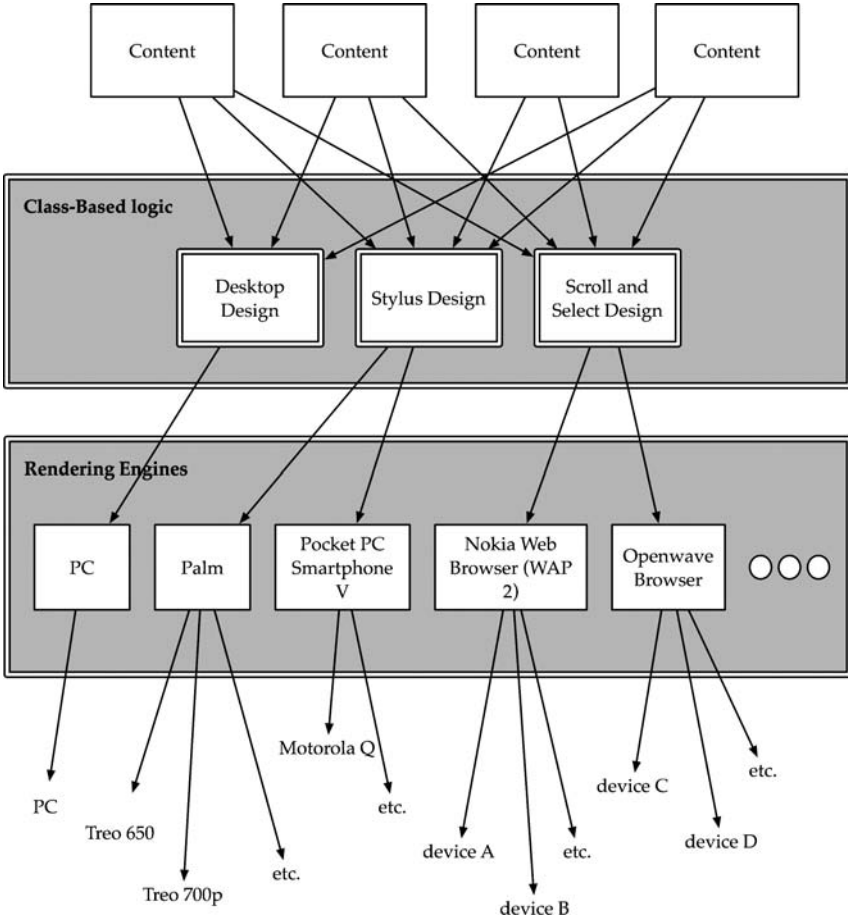 Content
Content
Content
Content
Class-Based logic
Desktop
Design
Stylus Design
Scroll and
Select Design
Rendering Engines
PC
Palm
Pocket PC
Smartphone
V
Nokia Web
Browser (WAP
2)
Openwave
Browser
Motorola Q
etc.
device C
etc.
PC
etc.
Treo 650
device D
device A
etc.
etc.
Treo 700p
device B